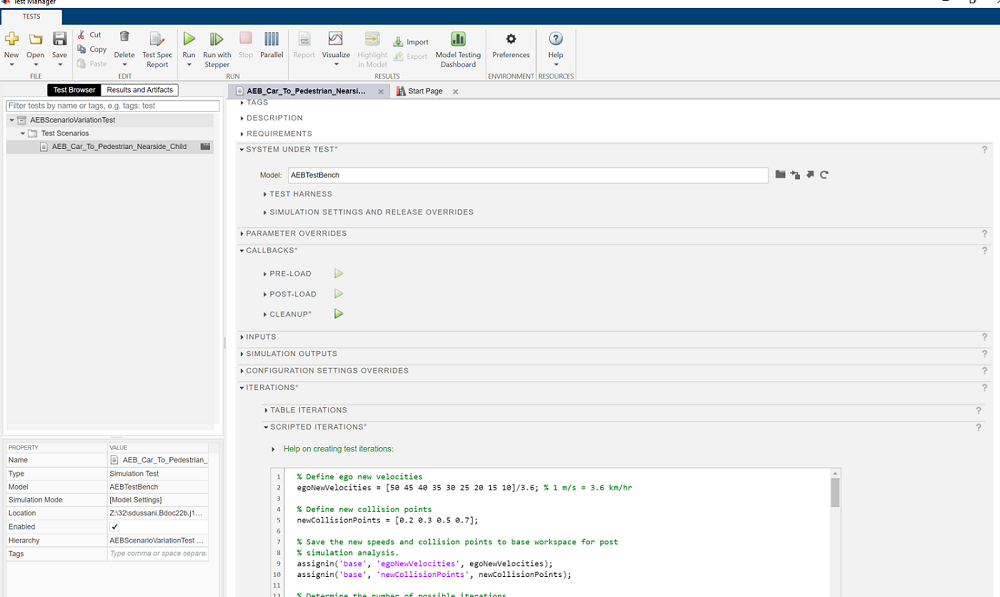 Test Manager
TESTS
New
Open
Save
Cut
Copy
Paste
Delete
Test Spec
Report
Run
Run with
Stepper
Stop
Parallel
Report
Visualize
Highlight
in Model
Import
Export
Model Testing
Dashboard
Preferences
Help
FILE
EDIT
RUN
RESULTS
ENVIRONMENT
RESOURCES
Test Browser
Results and Artifacts
Filter tests by name or tags, e.g. tags: test
AEBScenarioVariationTest
Test Scenarios
AEB_Car_To_Pedestrian_Nearside_Child
PROPERTY VALUE
Name AEB_Car_To_Pedestrian_
Type Simulation Test
Model AEBTestBench
Simulation Mode [Model Settings]
Location Z:\32\sdussani.Bdoc22b.j1...
Enabled
Hierarchy AEBScenarioVariationTest ...
Tags Type comma or space separa
AEB_Car_To_Pedestrian_Nearsi... ×
Start Page ×
TAGS
DESCRIPTION
REQUIREMENTS
SYSTEM UNDER TEST* ?
Model: AEBTestBench
TEST HARNESS
SIMULATION SETTINGS AND RELEASE OVERRIDES
PARAMETER OVERRIDES ?
CALLBACKS* ?
PRE-LOAD
POST-LOAD
CLEANUP*
INPUTS ?
SIMULATION OUTPUTS ?
CONFIGURATION SETTINGS OVERRIDES ?
ITERATIONS* ?
TABLE ITERATIONS ?
SCRIPTED ITERATIONS* ?
Help on creating test iterations:
1 % Define ego new velocities
2 egoNewVelocities = [50 45 40 35 30 25 20 15 10]/3.6; % 1 m/s = 3.6 km/hr
3
4 % Define new collision points
5 newCollisionPoints = [0.2 0.3 0.5 0.7];
6
7 % Save the new speeds and collision points to base workspace for post
8 % simulation analysis.
9 assignin('base', 'egoNewVelocities', egoNewVelocities);
10 assignin('base', 'newCollisionPoints', newCollisionPoints);
11
12 % Determine the number of possible iterations